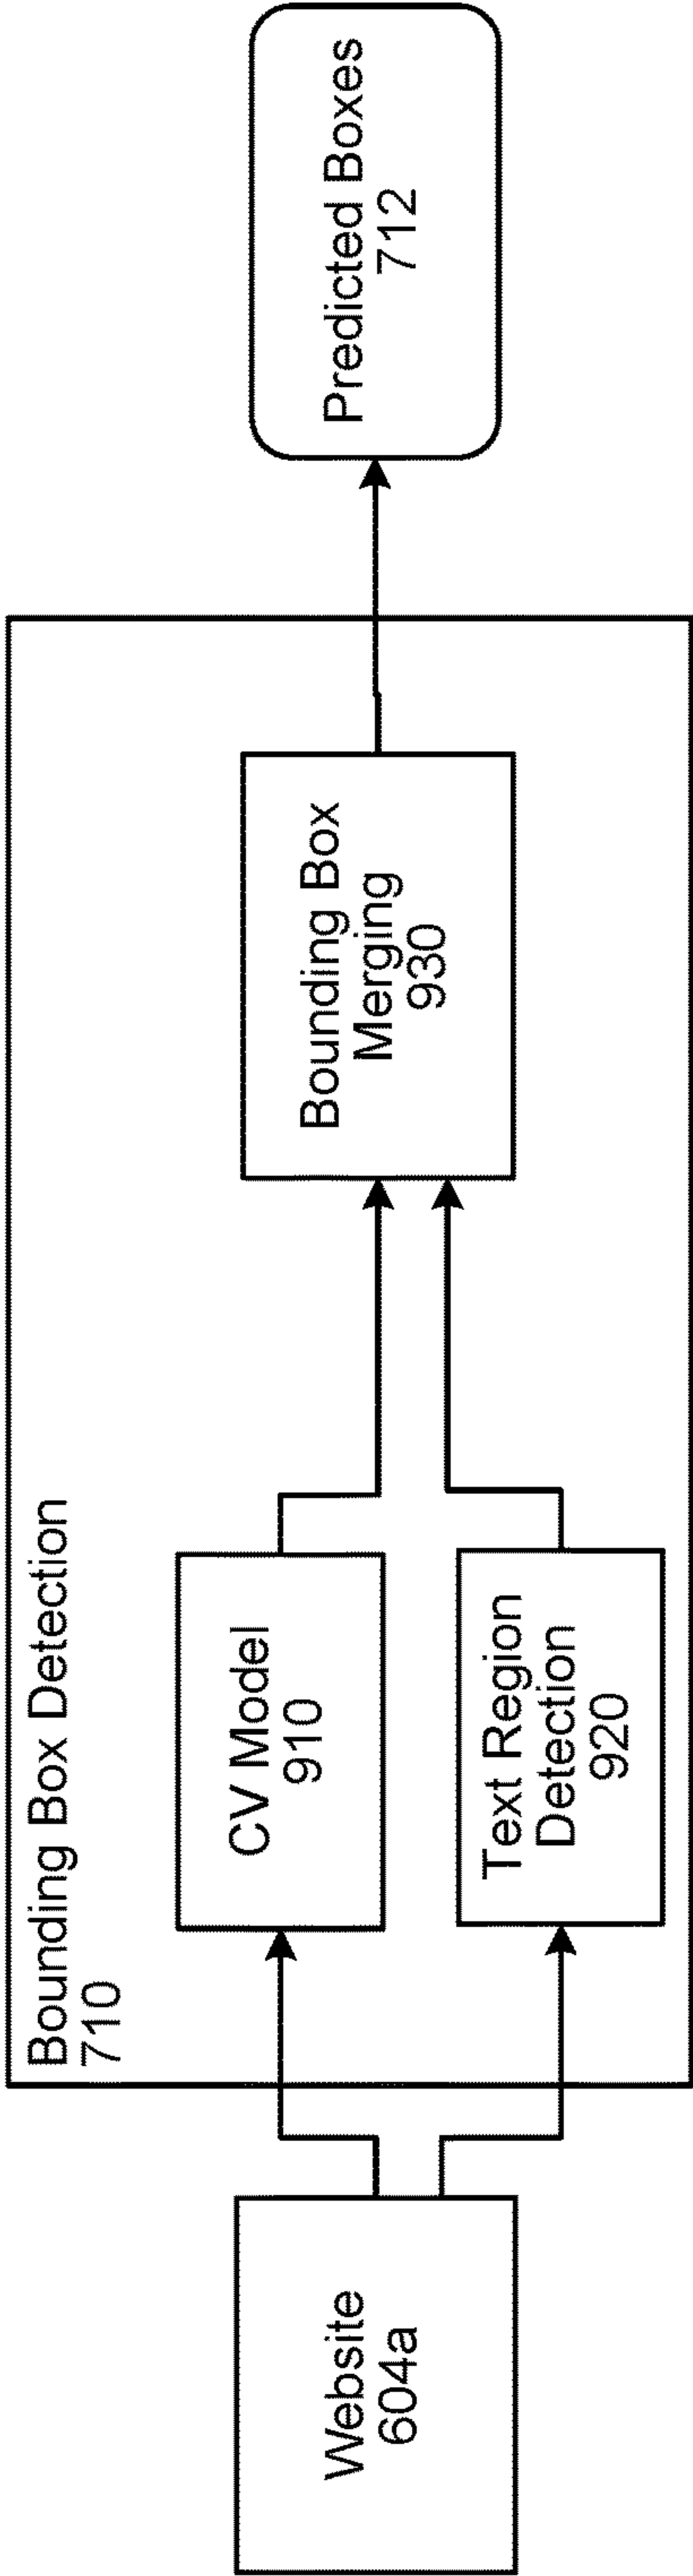 Bounding Box Detection
710
Website
604a
CV Model
910
Text Region
Detection
920
Bounding Box
Merging
930
Predicted Boxes
712